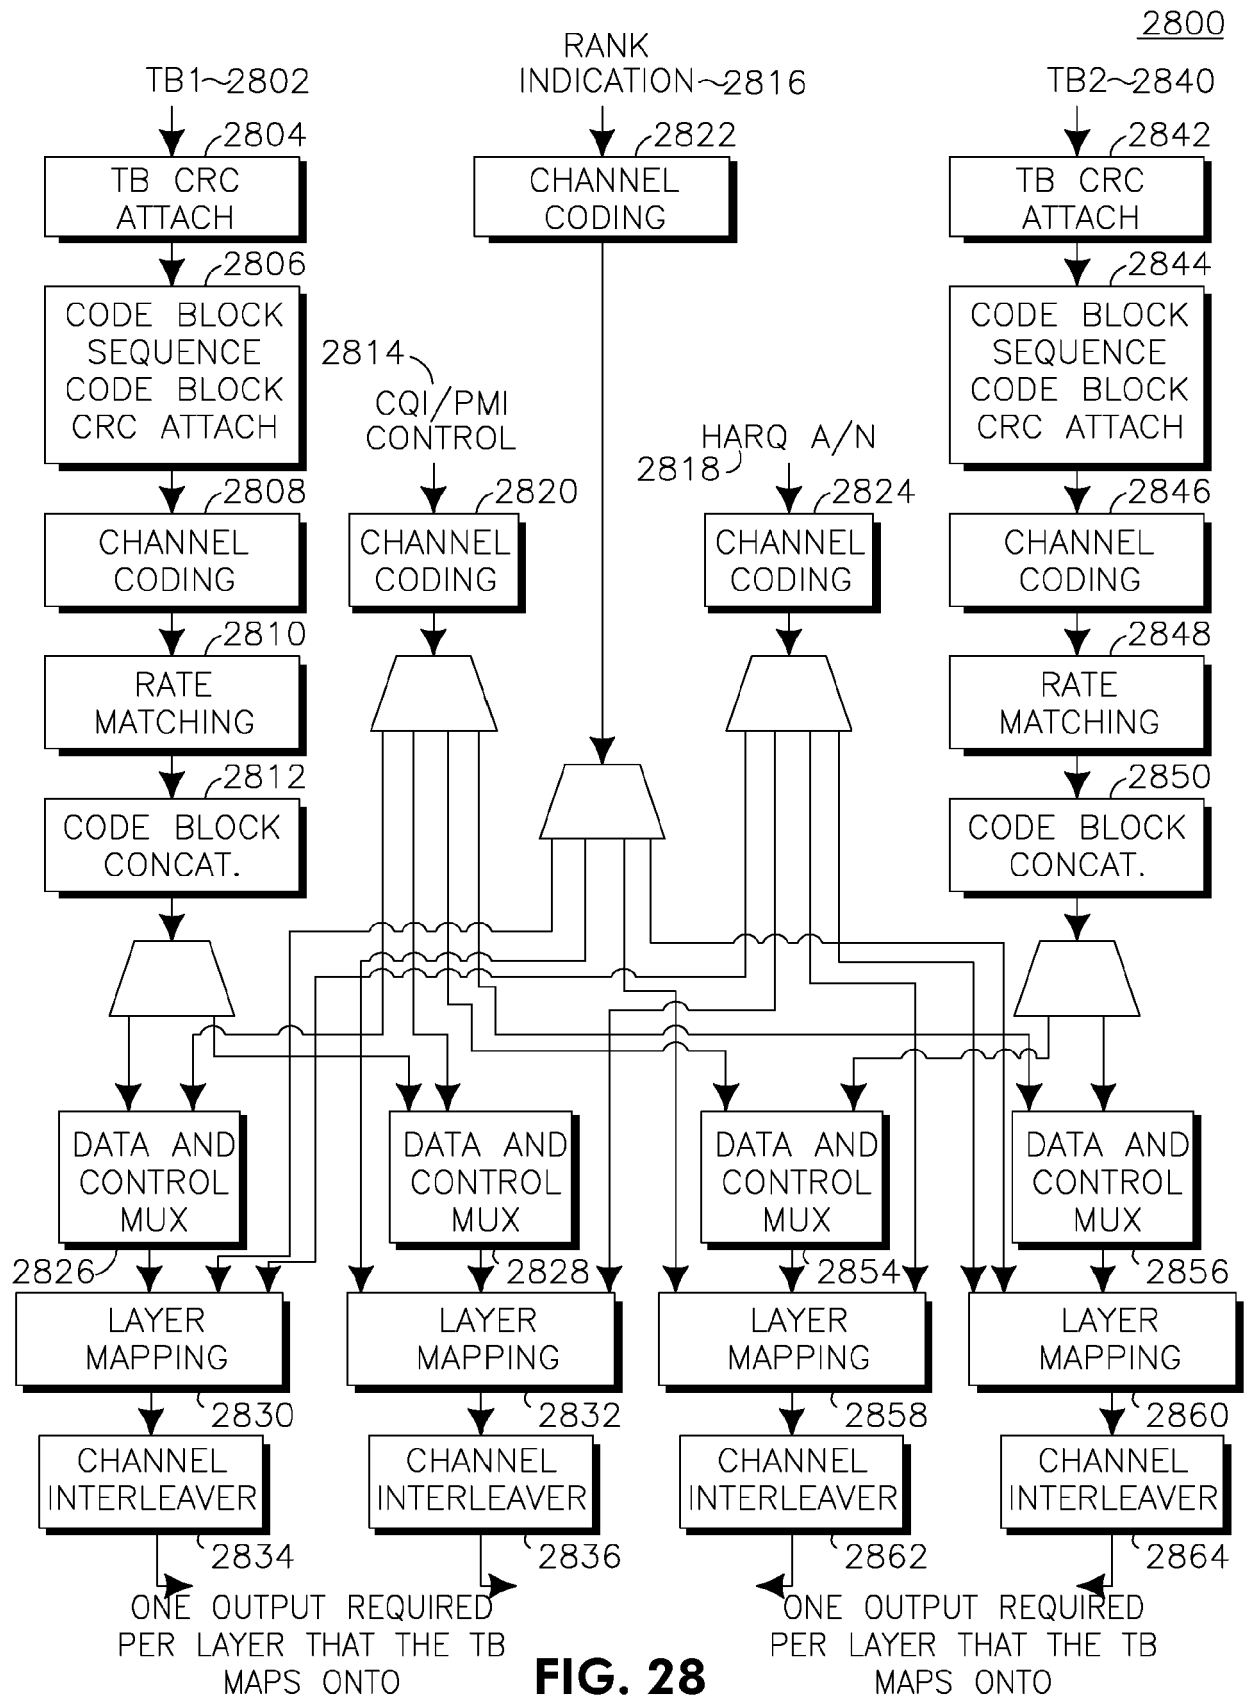 2800
TB1~2802
RANK
INDICATION~2816
TB2~2840
2804
TB CRC
ATTACH
2822
CHANNEL
CODING
2842
TB CRC
ATTACH
2806
CODE BLOCK
SEQUENCE
CODE BLOCK
CRC ATTACH
2814
CQI/PMI
CONTROL
HARQ A/N
2818
2844
CODE BLOCK
SEQUENCE
CODE BLOCK
CRC ATTACH
2808
CHANNEL
CODING
2820
CHANNEL
CODING
2824
CHANNEL
CODING
2846
CHANNEL
CODING
2810
RATE
MATCHING
2848
RATE
MATCHING
2812
CODE BLOCK
CONCAT.
2850
CODE BLOCK
CONCAT.
DATA AND
CONTROL
MUX
2826
DATA AND
CONTROL
MUX
2828
DATA AND
CONTROL
MUX
2854
DATA AND
CONTROL
MUX
2856
LAYER
MAPPING
2830
LAYER
MAPPING
2832
LAYER
MAPPING
2858
LAYER
MAPPING
2860
CHANNEL
INTERLEAVER
2834
CHANNEL
INTERLEAVER
2836
CHANNEL
INTERLEAVER
2862
CHANNEL
INTERLEAVER
2864
ONE OUTPUT REQUIRED
PER LAYER THAT THE TB
MAPS ONTO
ONE OUTPUT REQUIRED
PER LAYER THAT THE TB
MAPS ONTO
FIG. 28